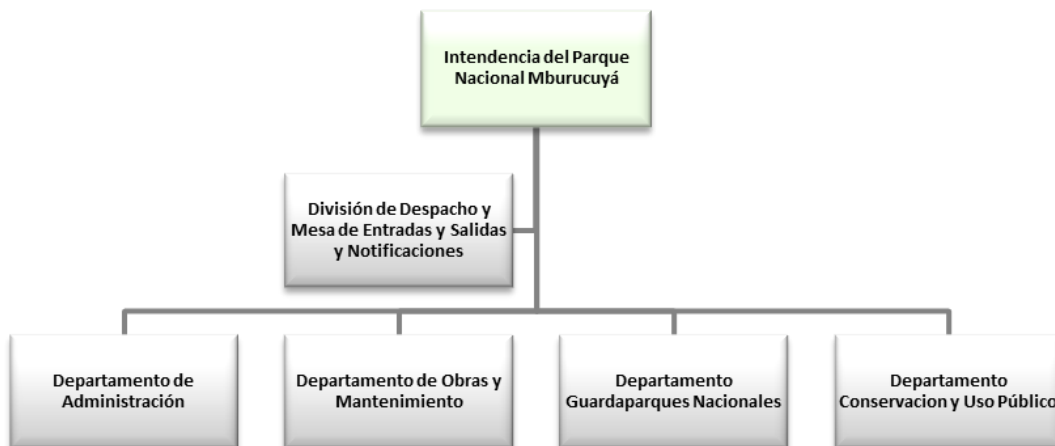 Intendencia del Parque
Nacional Mburucuyá
División de Despacho y
Mesa de Entradas y Salidas
y Notificaciones
Departamento de
Administración
Departamento de Obras y
Mantenimiento
Departamento
Guardaparques Nacionales
Departamento
Conservacion y Uso Público